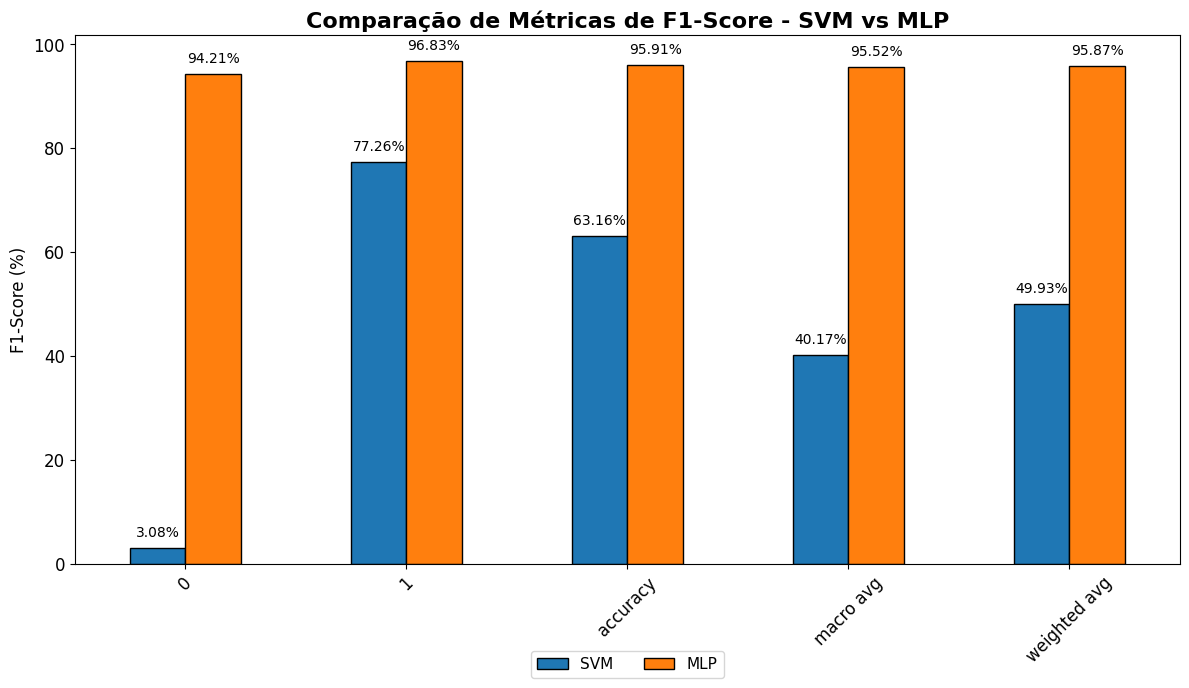 Comparação de Métricas de F1-Score - SVM vs MLP
F1-Score (%)
100
80
60
40
20
0
3.08%
94.21%
77.26%
96.83%
63.16%
95.91%
40.17%
95.52%
49.93%
95.87%
0
1
accuracy
macro avg
weighted avg
SVM
MLP